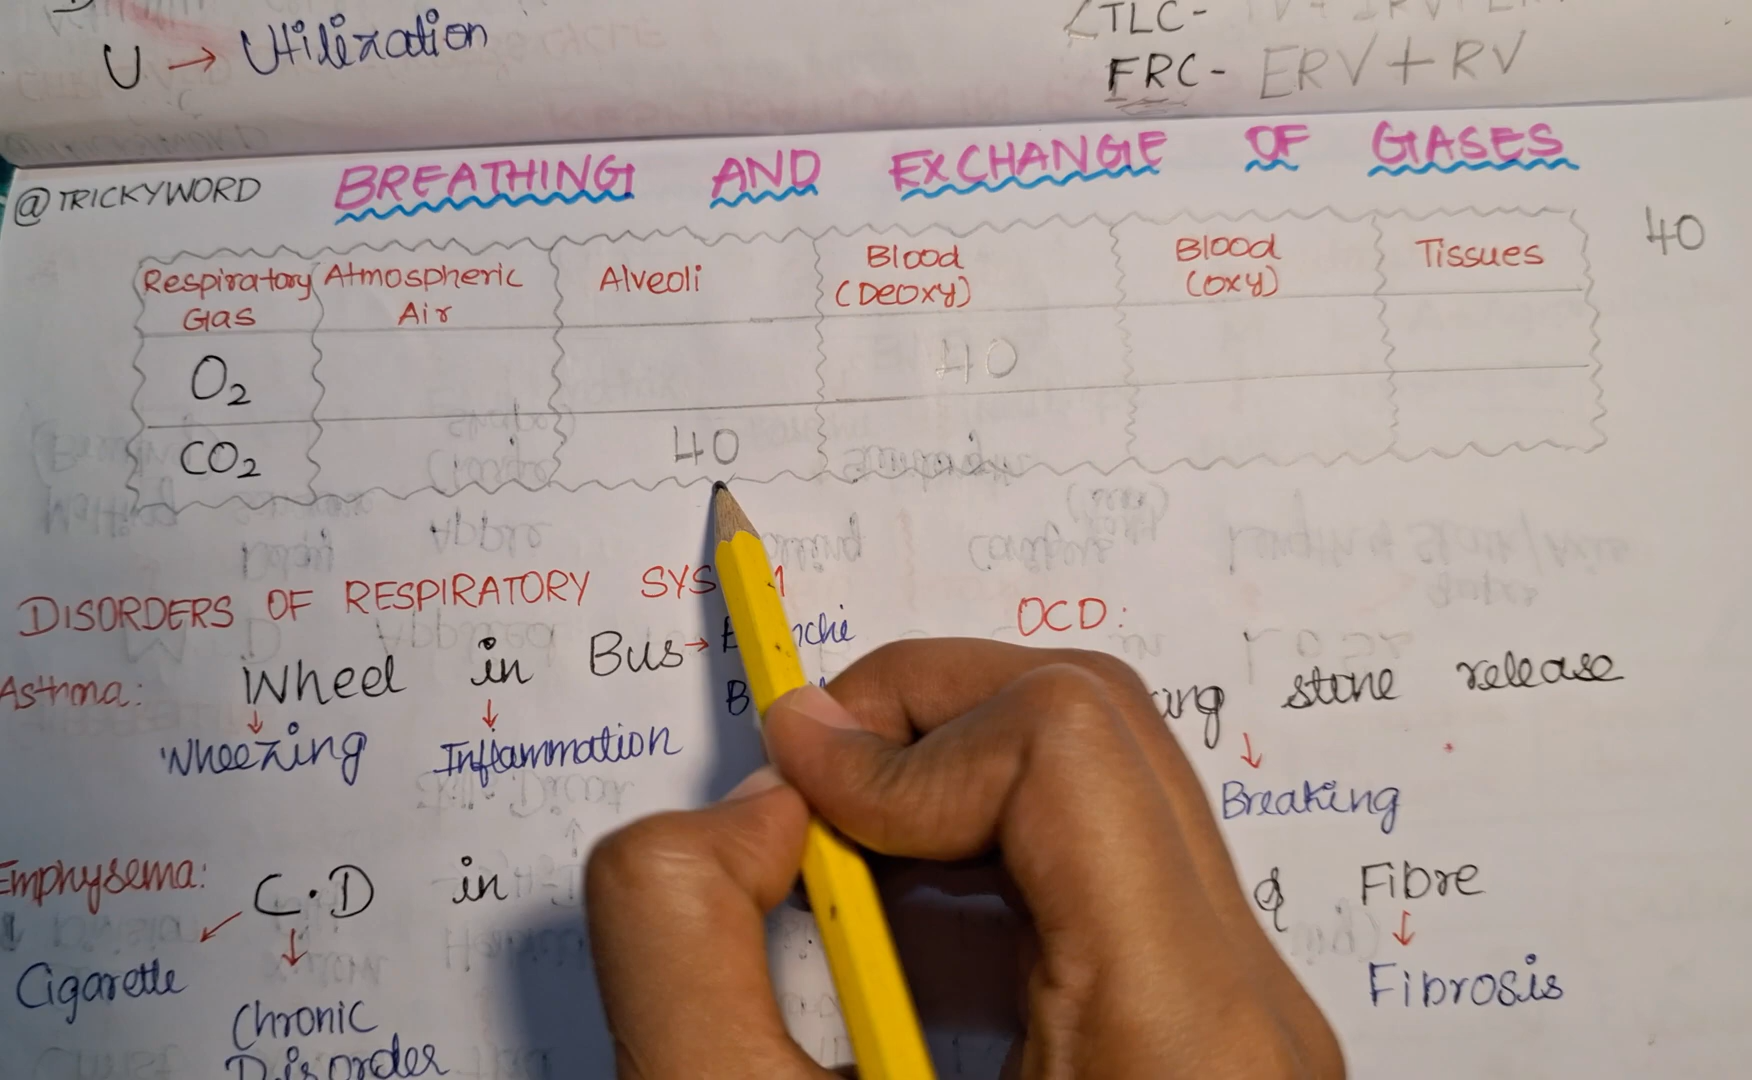 U → Utilization
TLC-
FRC- ERV+RV
@TRICKYWORD BREATHING AND EXCHANGE OF GASES
40
Respiratory Gas
Atmospheric Air
Alveoli
Blood (Deoxy)
Blood (oxy)
Tissues
O2
40
CO2
40
DISORDERS OF RESPIRATORY
OCD:
Asthma: Wheel in Bus →
stone release
Wheezing
Inflammation
Breaking
Emphysema: C.D in
& Fibre
Cigarette
Fibrosis
Chronic
Disorder